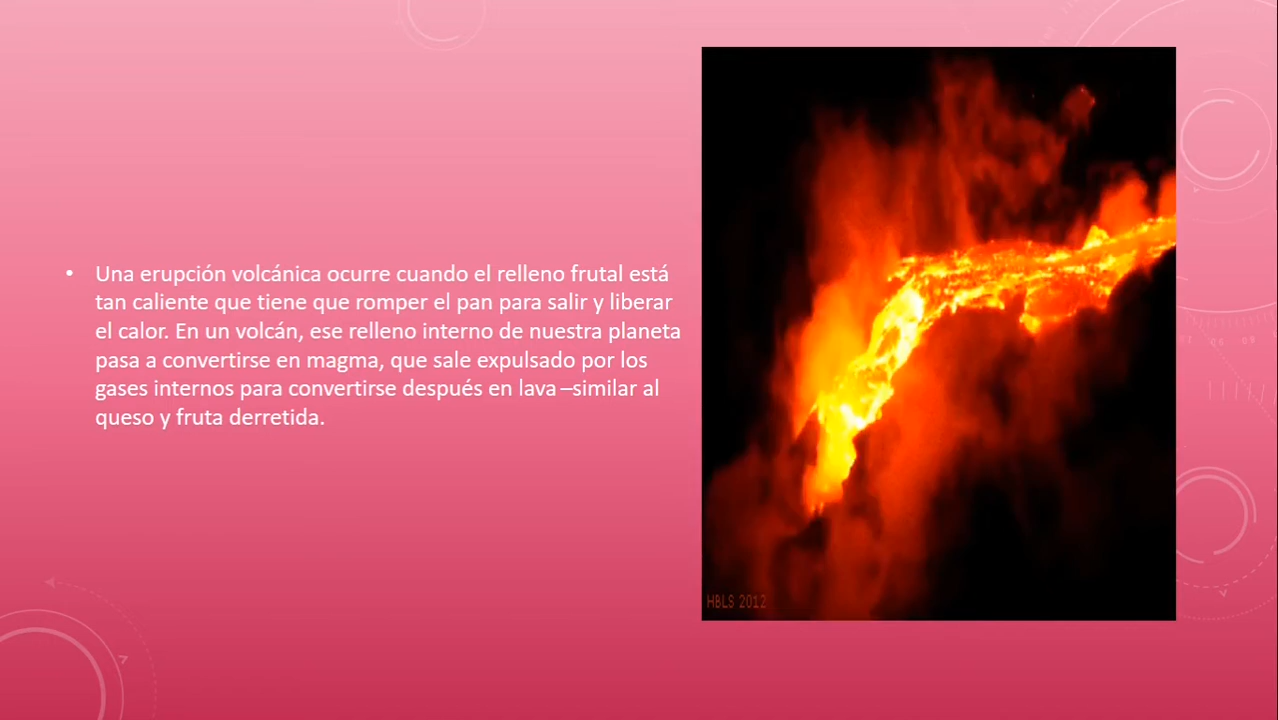 • Una erupción volcánica ocurre cuando el relleno frutal está
tan caliente que tiene que romper el pan para salir y liberar
el calor. En un volcán, ese relleno interno de nuestra planeta
pasa a convertirse en magma, que sale expulsado por los
gases internos para convertirse después en lava –similar al
queso y fruta derretida.
HBLS 2012